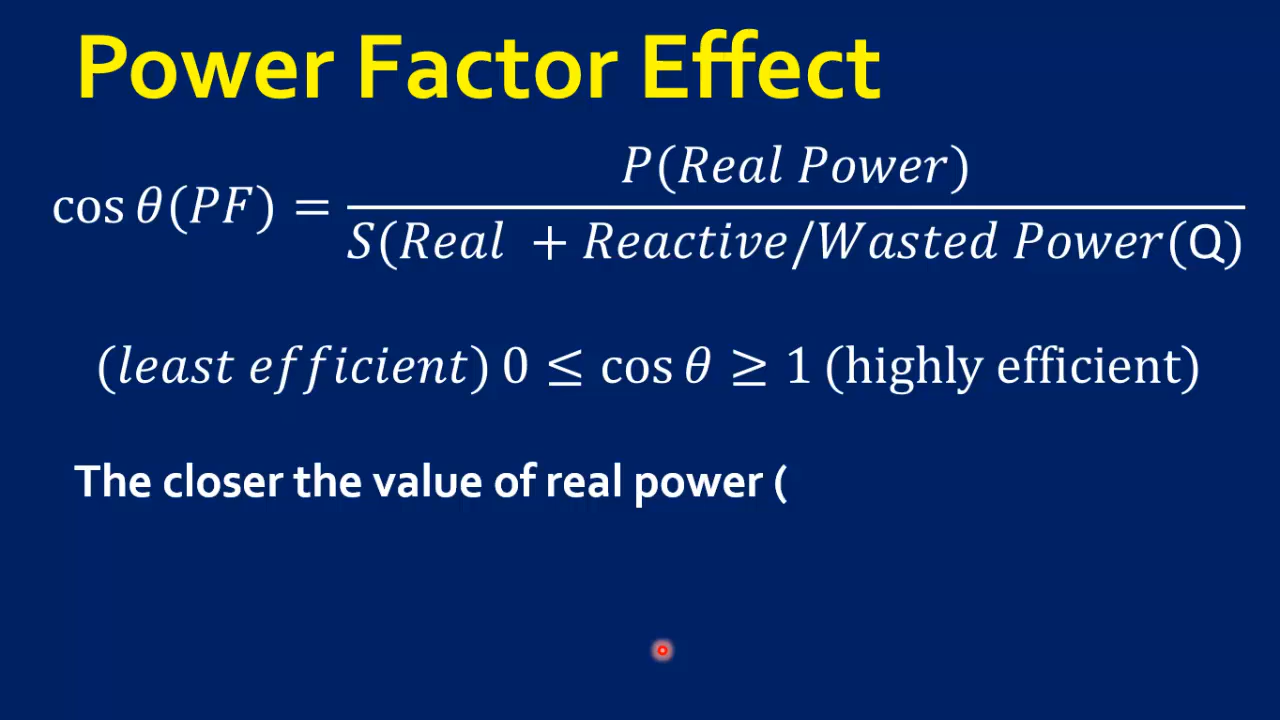 Power Factor Effect
cos θ(PF) = P(Real Power)
S(Real + Reactive/Wasted Power(Q)
(least efficient) 0 ≤ cos θ ≥ 1 (highly efficient)
The closer the value of real power (